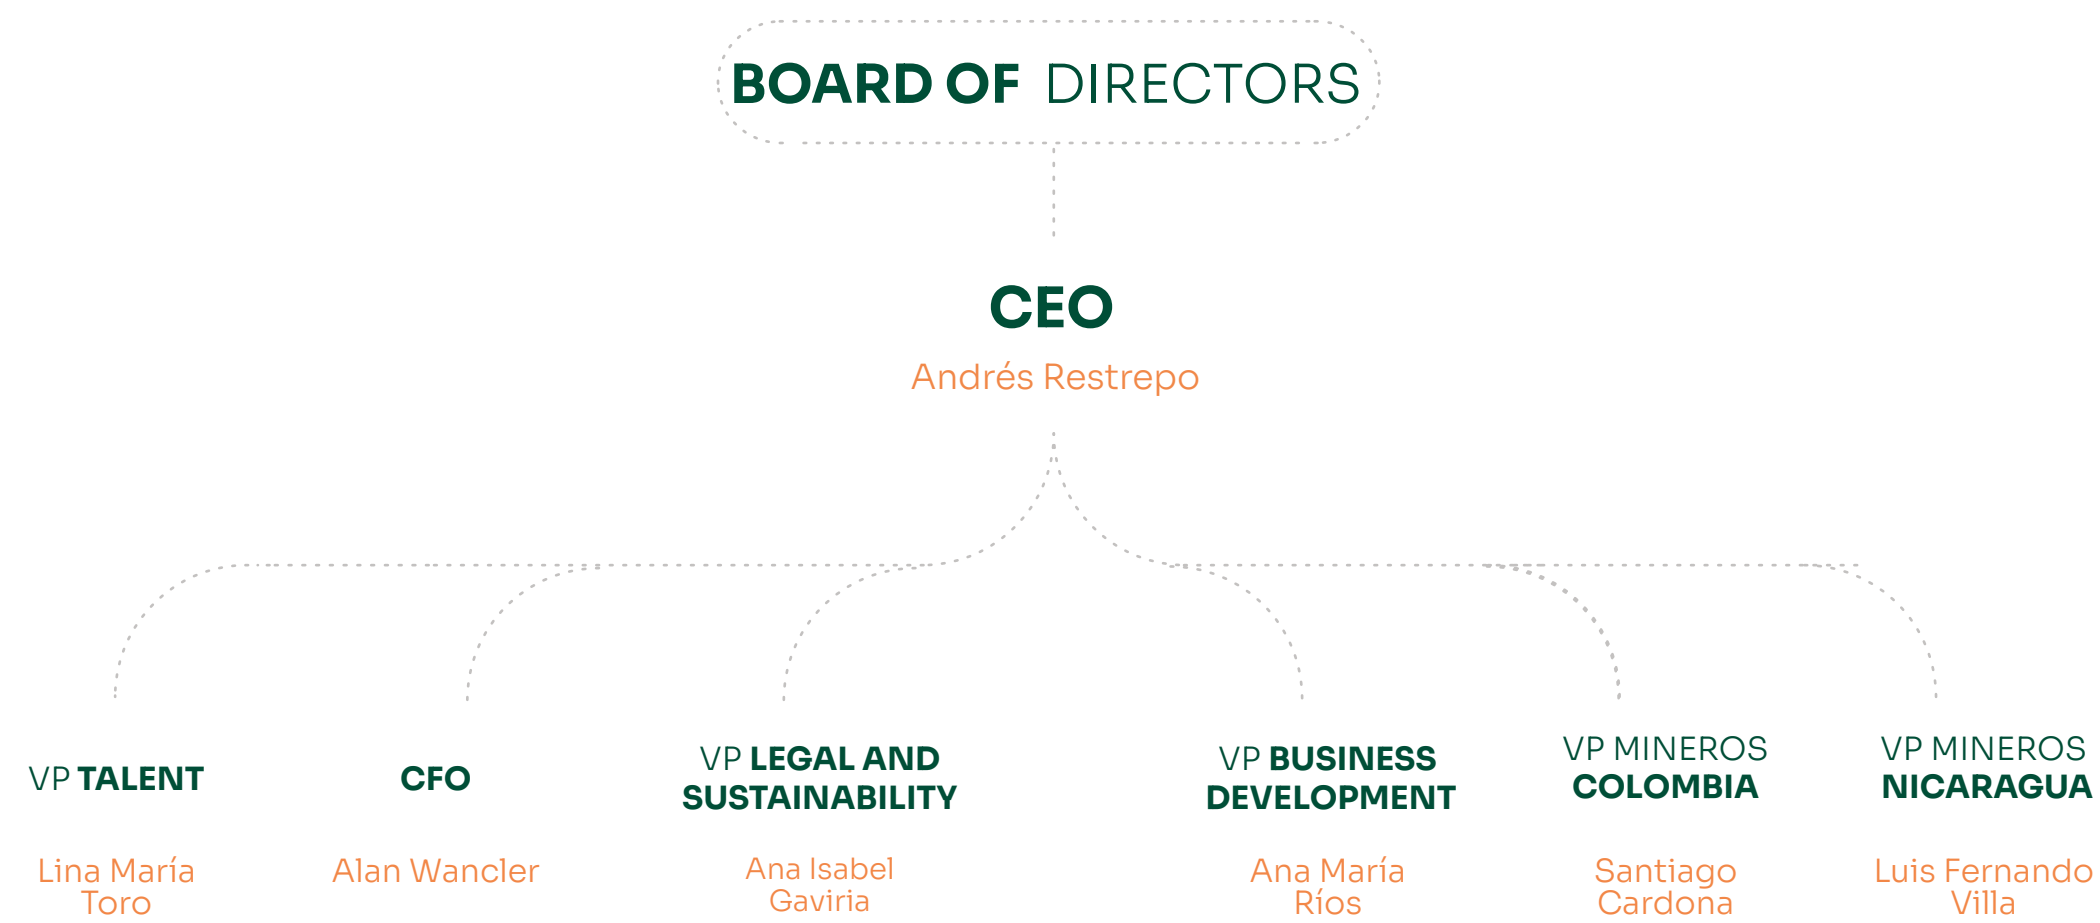 BOARD OF DIRECTORS
CEO
Andrés Restrepo
VP TALENT
Lina María
Toro
CFO
Alan Wancler
VP LEGAL AND
SUSTAINABILITY
Ana Isabel
Gaviria
VP BUSINESS
DEVELOPMENT
Ana María
Ríos
VP MINEROS
COLOMBIA
Santiago
Cardona
VP MINEROS
NICARAGUA
Luis Fernando
Villa